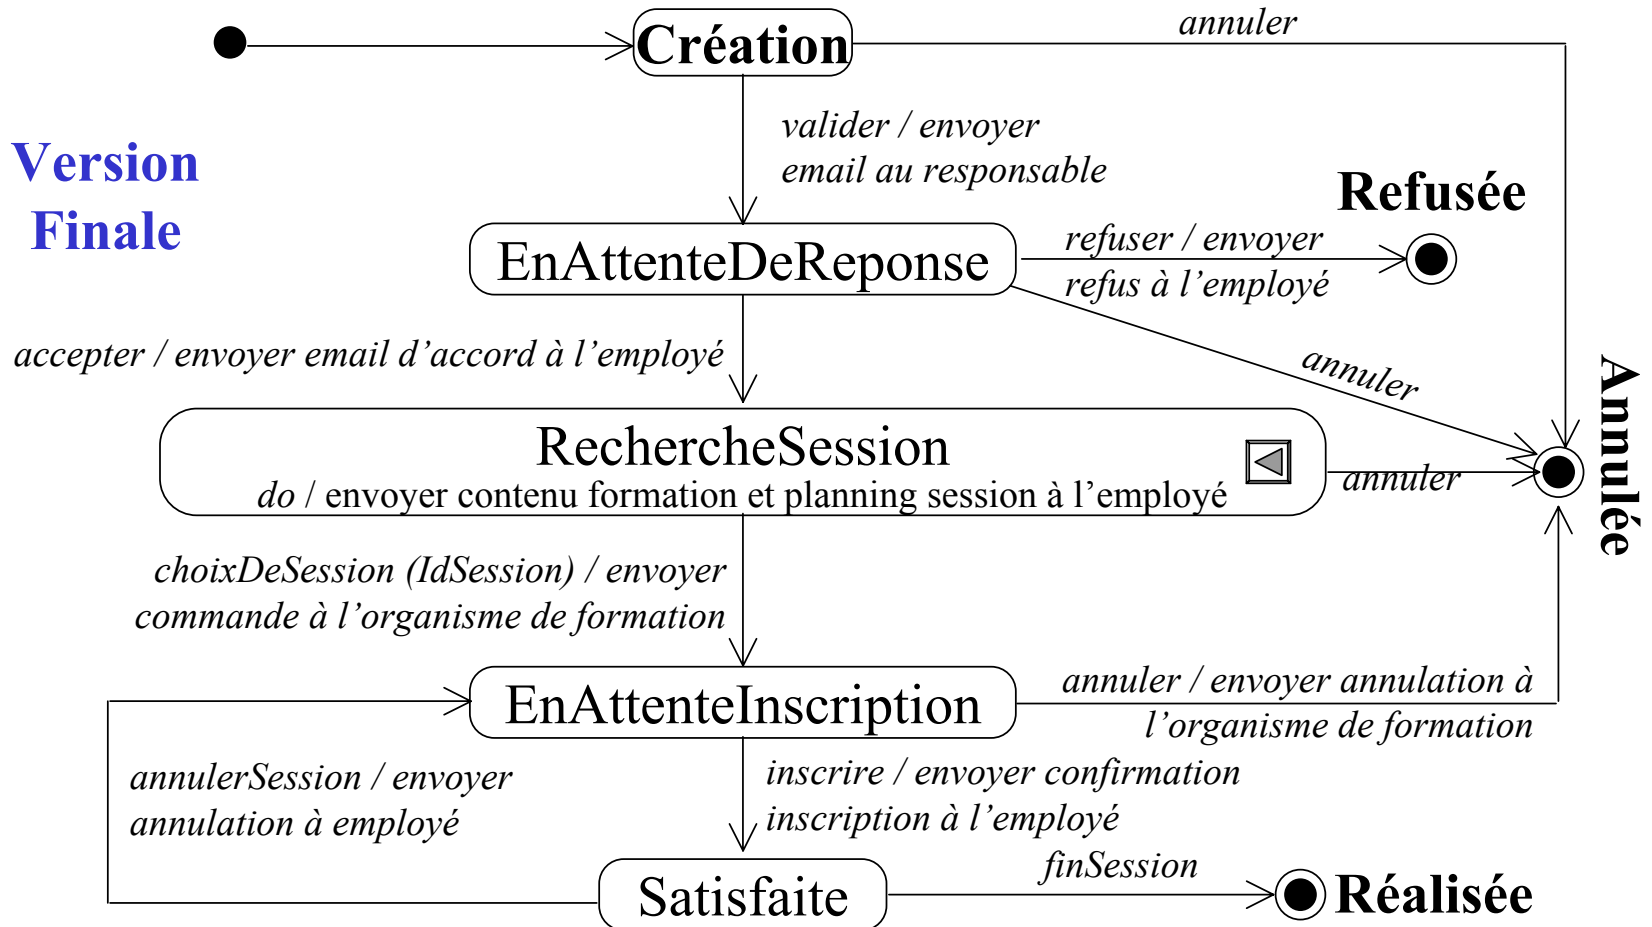 annuler
Création
valider / envoyer
email au responsable
Version
Finale
Refusée
EnAttenteDeReponse
refuser / envoyer
refus à l’employé
accepter / envoyer email d’accord à l’employé
annuler
Annulée
RechercheSession
do / envoyer contenu formation et planning session à l’employé
annuler
choixDeSession (IdSession) / envoyer
commande à l’organisme de formation
EnAttenteInscription
annuler / envoyer annulation à
l’organisme de formation
annulerSession / envoyer
annulation à employé
inscrire / envoyer confirmation
inscription à l’employé
finSession
Satisfaite
Réalisée